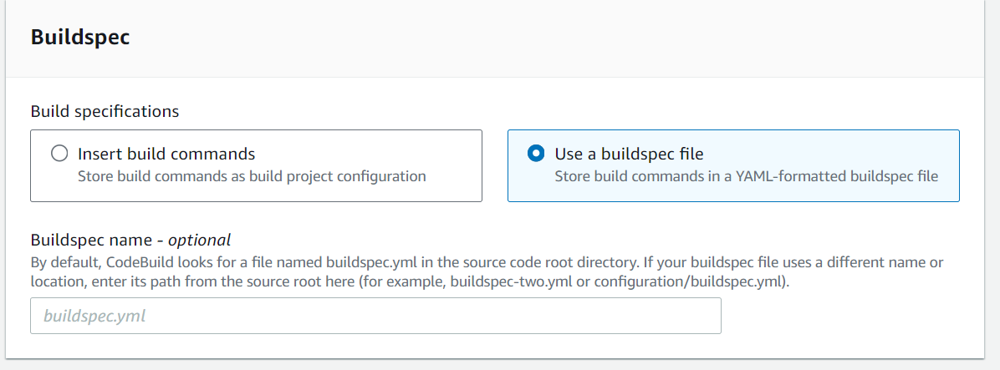 Buildspec
Build specifications
Insert build commands
Store build commands as build project configuration
Use a buildspec file
Store build commands in a YAML-formatted buildspec file
Buildspec name - optional
By default, CodeBuild looks for a file named buildspec.yml in the source code root directory. If your buildspec file uses a different name or
location, enter its path from the source root here (for example, buildspec-two.yml or configuration/buildspec.yml).
buildspec.yml